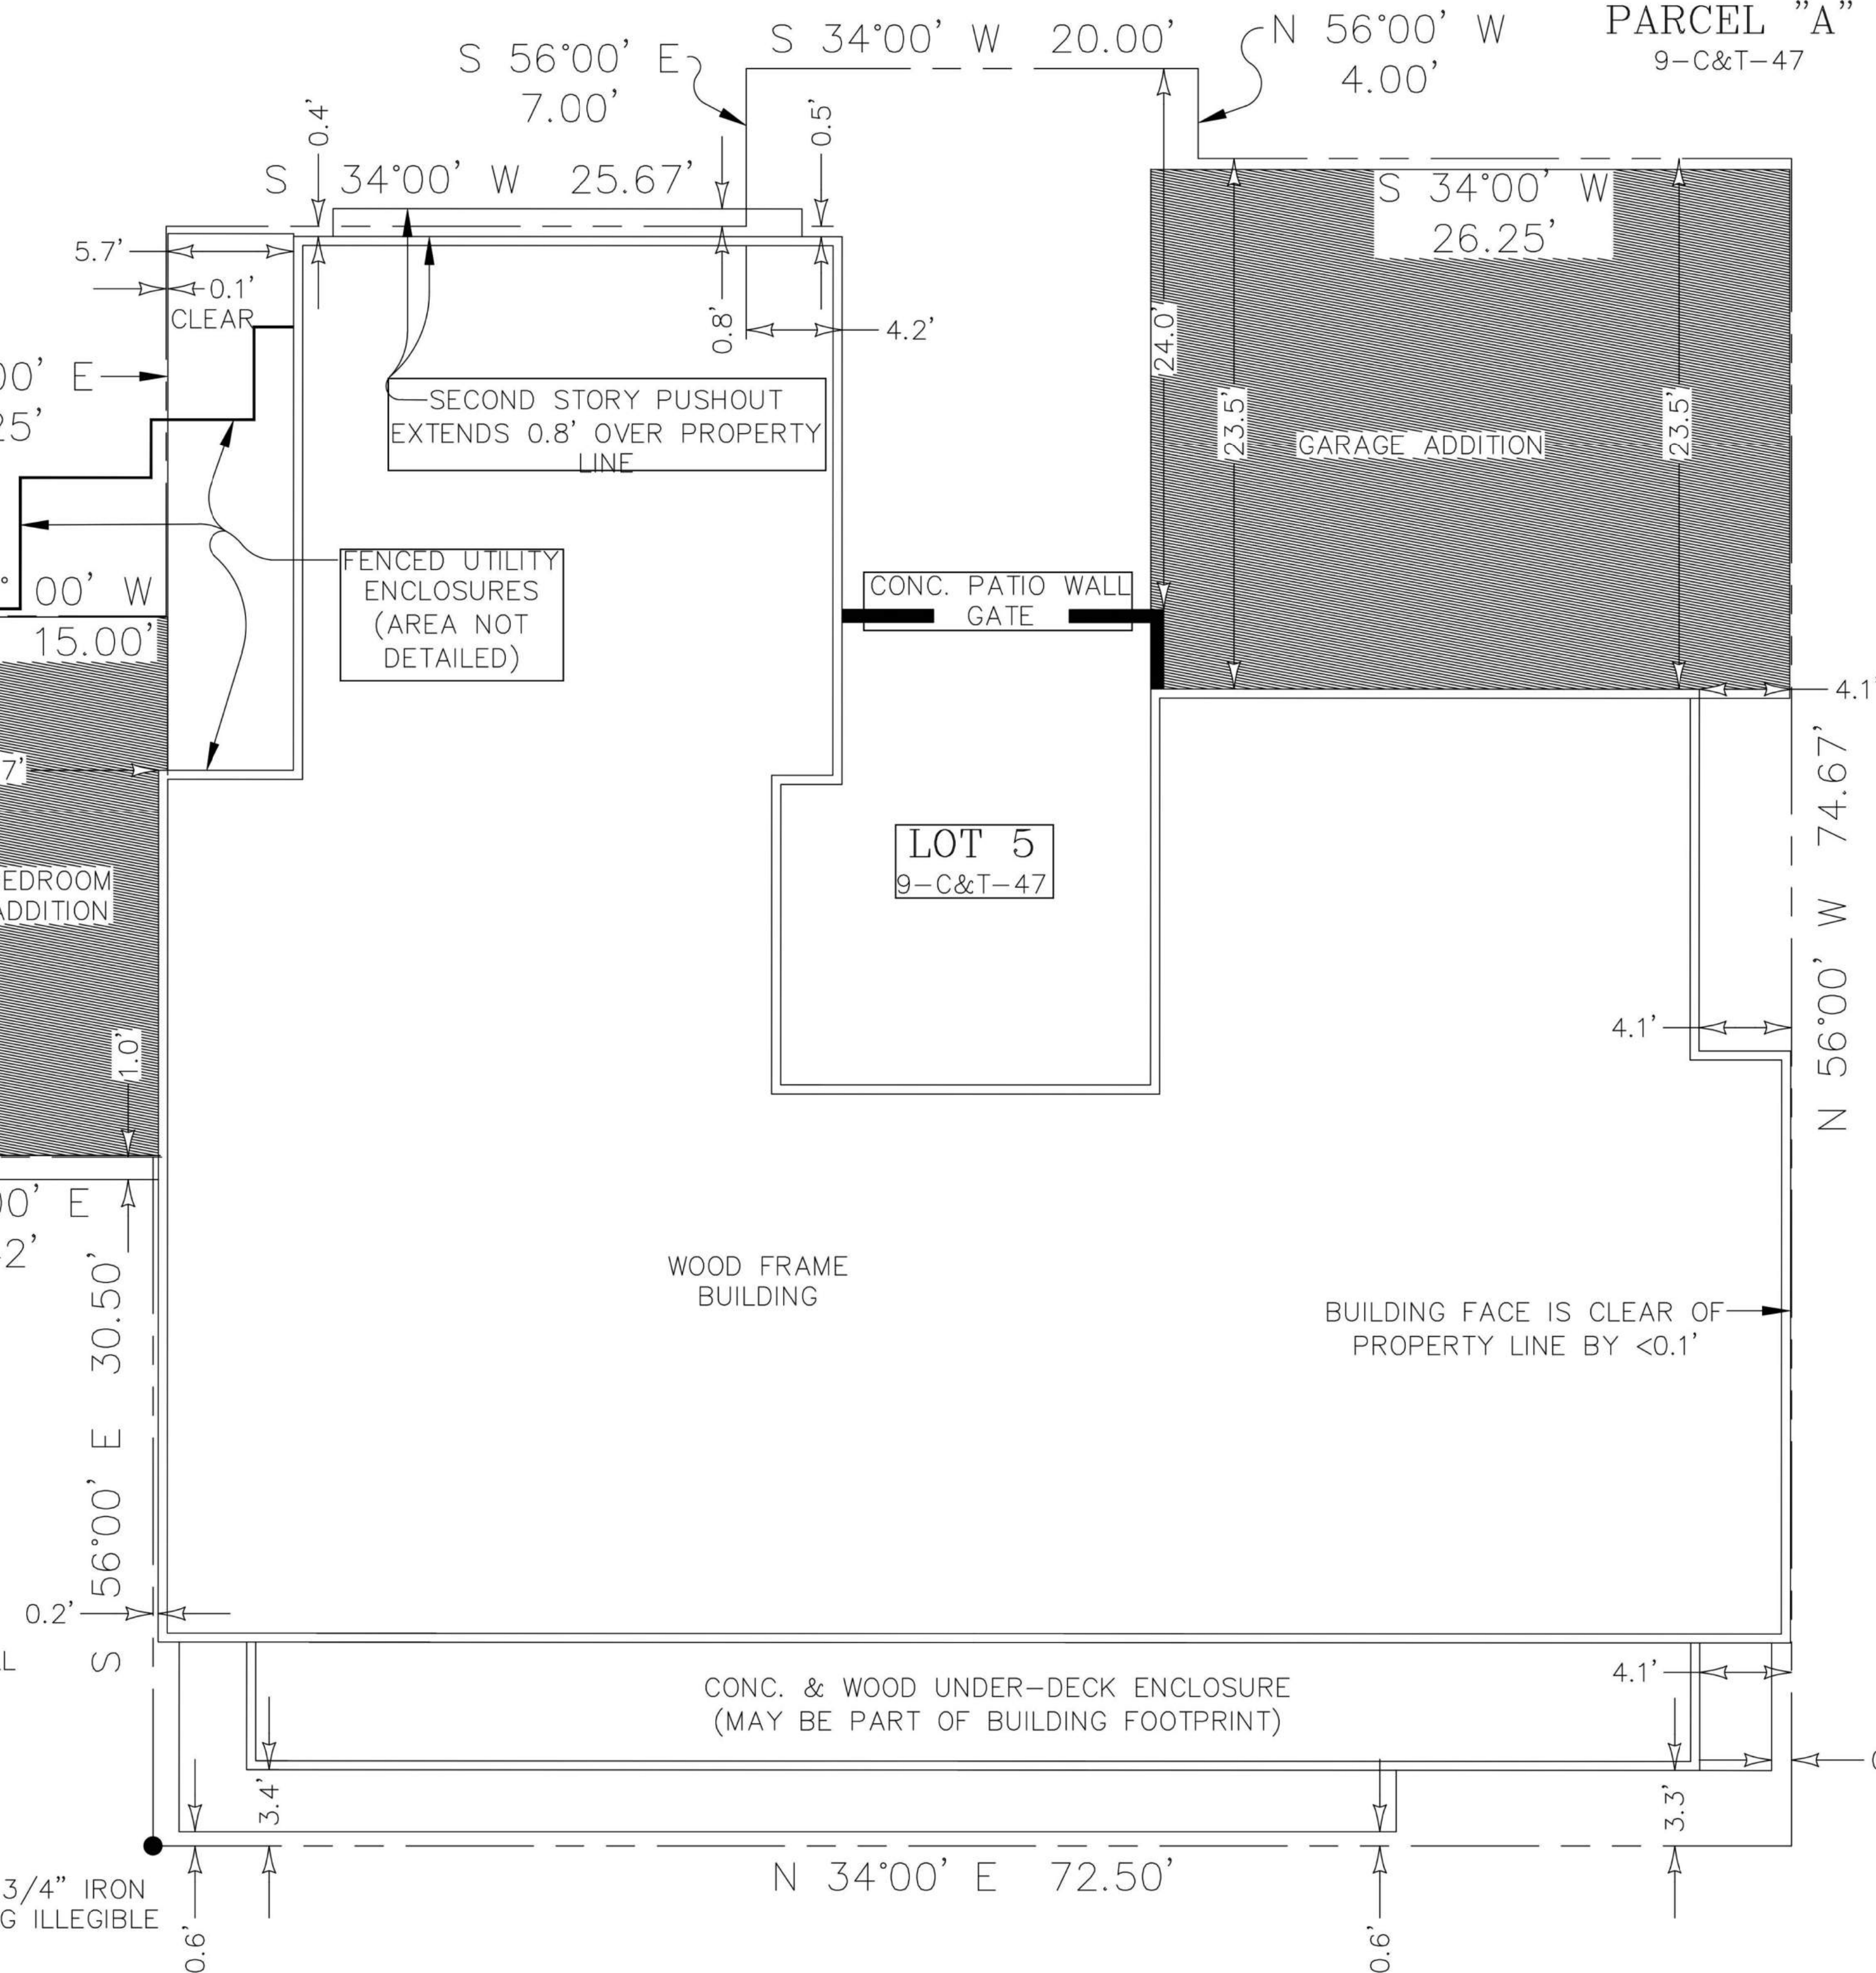 PARCEL "A"
9-C&T-47
S 34°00' W 20.00'
N 56°00' W
4.00'
S 56°00' E
7.00'
0.4'
0.5'
S 34°00' W 25.67'
S 34°00' W
26.25'
5.7'
0.1'
CLEAR
0.8'
4.2'
24.0'
00' E
25'
SECOND STORY PUSHOUT
EXTENDS 0.8' OVER PROPERTY
LINE
23.5'
GARAGE ADDITION
23.5'
FENCED UTILITY
ENCLOSURES
(AREA NOT
DETAILED)
CONC. PATIO WALL
GATE
° 00' W
15.00'
4.1'
N 56°00' W 74.67'
7'
LOT 5
9-C&T-47
EDROOM
ADDITION
1.0'
4.1'
00' E
2'
S 56°00' E 30.50'
WOOD FRAME
BUILDING
BUILDING FACE IS CLEAR OF
PROPERTY LINE BY <0.1'
0.2'
L
CONC. & WOOD UNDER-DECK ENCLOSURE
(MAY BE PART OF BUILDING FOOTPRINT)
4.1'
3.4'
3.3'
N 34°00' E 72.50'
3/4" IRON
G ILLEGIBLE
0.6'
0.6'